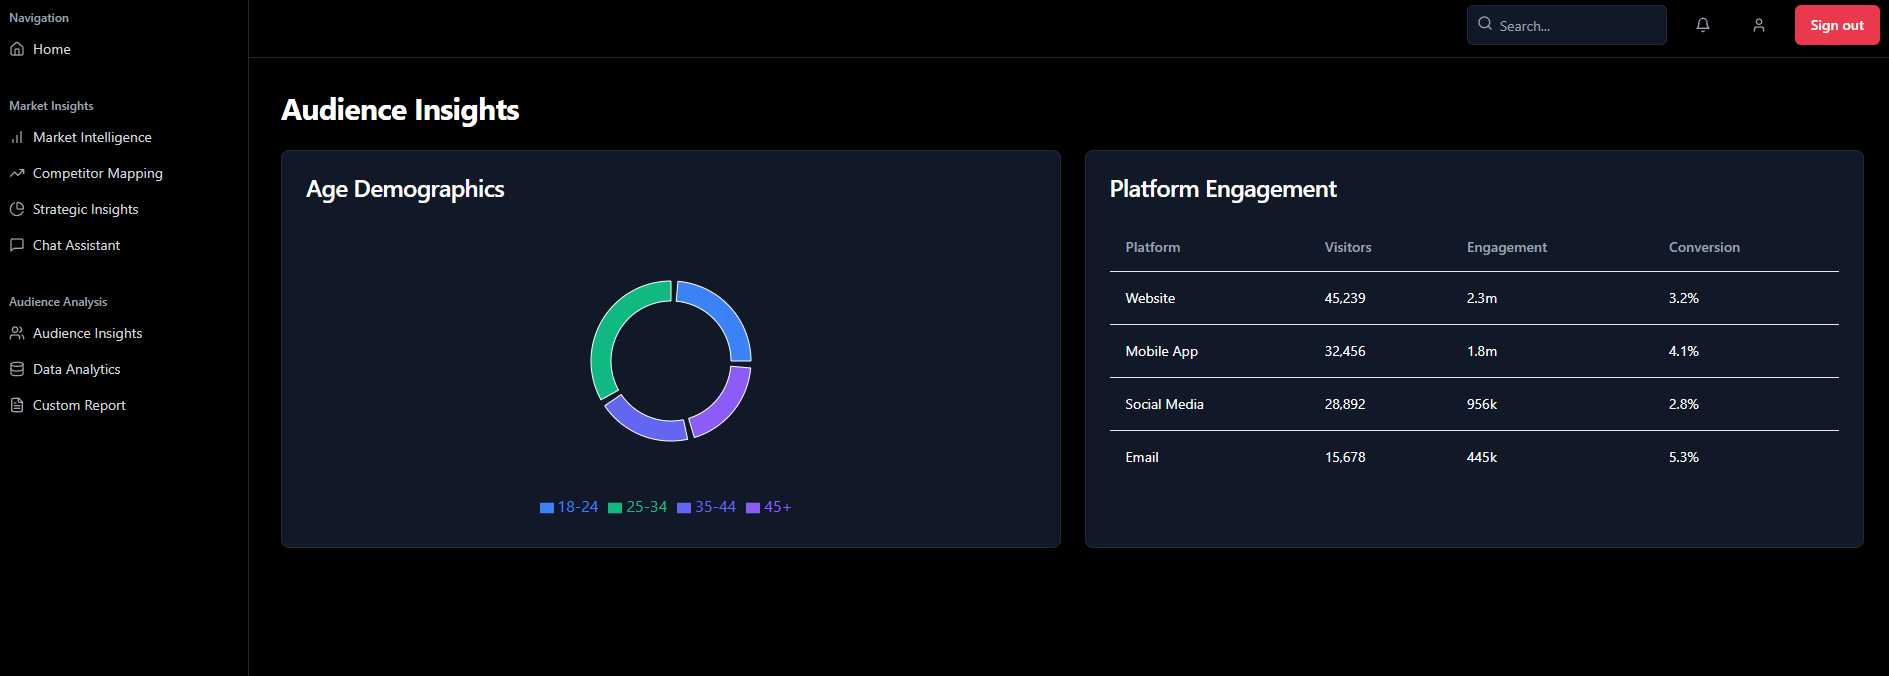 Navigation
Home
Market Insights
Market Intelligence
Competitor Mapping
Strategic Insights
Chat Assistant
Audience Analysis
Audience Insights
Data Analytics
Custom Report
Search...
Sign out
Audience Insights
Age Demographics
18-24 25-34 35-44 45+
Platform Engagement
Platform Visitors Engagement Conversion
Website 45,239 2.3m 3.2%
Mobile App 32,456 1.8m 4.1%
Social Media 28,892 956k 2.8%
Email 15,678 445k 5.3%